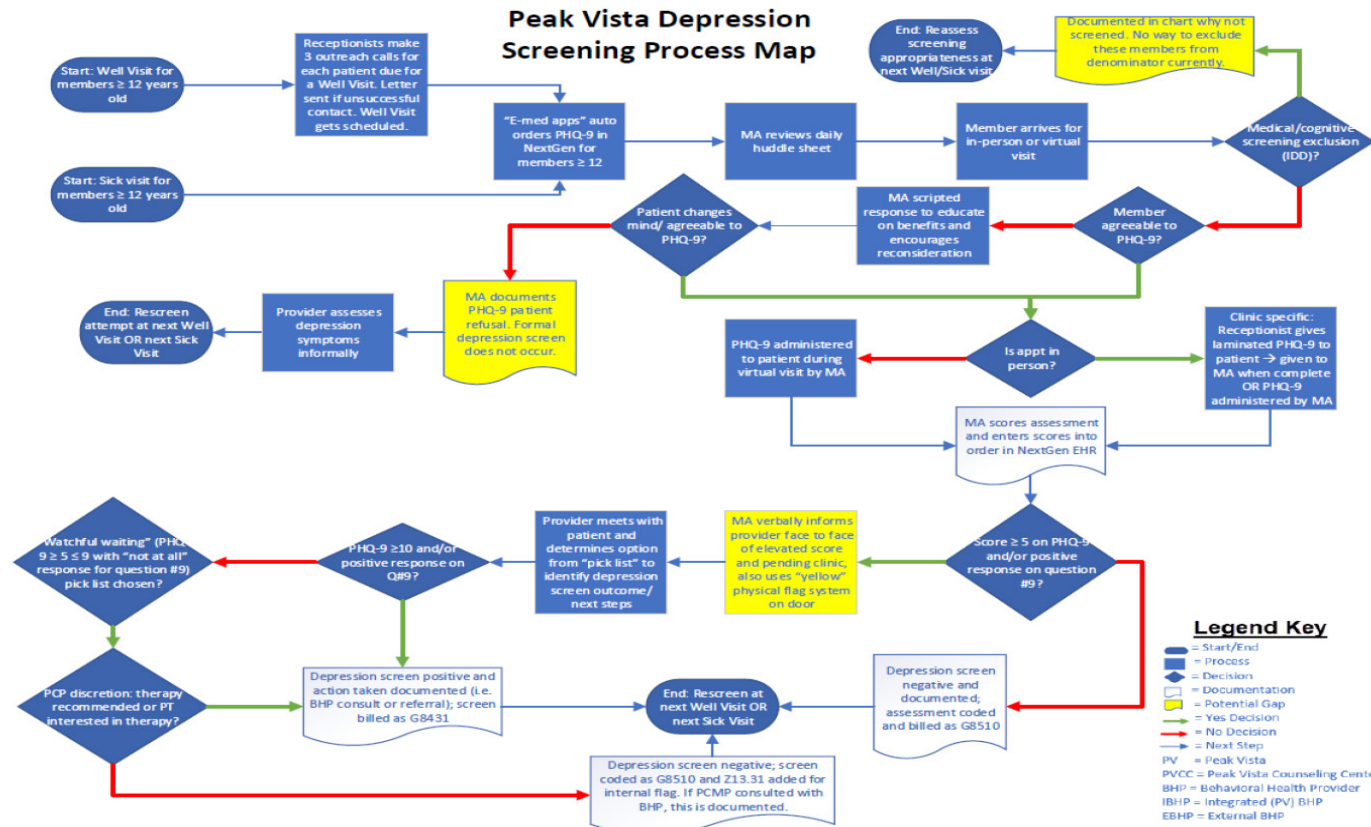 Peak Vista Depression
Screening Process Map
Start: Well Visit for
members ≥ 12 years
old
Receptionists make
3 outreach calls for
each patient due for
a Well Visit. Letter
sent if unsuccessful
contact. Well Visit
gets scheduled.
Start: Sick visit for
members ≥ 12 years
old
“E-med apps” auto
orders PHQ-9 in
NextGen for
members ≥ 12
MA reviews daily
huddle sheet
Member arrives for
in-person or virtual
visit
Medical/cognitive
screening exclusion
(IDD)?
Documented in chart why not
screened. No way to exclude
these members from
denominator currently.
End: Reassess
screening
appropriateness at
next Well/Sick visit
Member
agreeable to
PHQ-9?
MA scripted
response to educate
on benefits and
encourages
reconsideration
Patient changes
mind/ agreeable to
PHQ-9?
MA documents
PHQ-9 patient
refusal. Formal
depression screen
does not occur.
Provider assesses
depression
symptoms
informally
End: Rescreen
attempt at next Well
Visit OR next Sick
Visit
Is appt in
person?
PHQ-9 administered
to patient during
virtual visit by MA
Clinic specific:
Receptionist gives
laminated PHQ-9 to
patient → given to
MA when complete
OR PHQ-9
administered by MA
MA scores assessment
and enters scores into
order in NextGen EHR
Score ≥ 5 on PHQ-9
and/or positive
response on question
#9?
MA verbally informs
provider face to face
of elevated score
and pending clinic,
also uses “yellow”
physical flag system
on door
Provider meets with
patient and
determines option
from “pick list” to
identify depression
screen outcome/
next steps
PHQ-9 ≥10 and/or
positive response on
Q#9?
Watchful waiting” (PHQ-
9 ≥ 5 ≤ 9 with “not at all”
response for question #9)
pick list chosen?
PCP discretion: therapy
recommended or PT
interested in therapy?
Depression screen positive and
action taken documented (i.e.
BHP consult or referral); screen
billed as G8431
End: Rescreen at
next Well Visit OR
next Sick Visit
Depression screen
negative and
documented;
assessment coded
and billed as G8510
Depression screen negative; screen
coded as G8510 and Z13.31 added for
internal flag. If PCMP consulted with
BHP, this is documented.
Legend Key
= Start/End
= Process
= Decision
= Documentation
= Potential Gap
= Yes Decision
= No Decision
= Next Step
PV = Peak Vista
PVCC = Peak Vista Counseling Cente
BHP = Behavioral Health Provider
IBHP = Integrated (PV) BHP
EBHP = External BHP